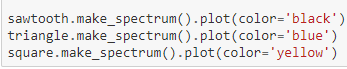 sawtooth.make_spectrum().plot(color='black')
triangle.make_spectrum().plot(color='blue')
square.make_spectrum().plot(color='yellow')